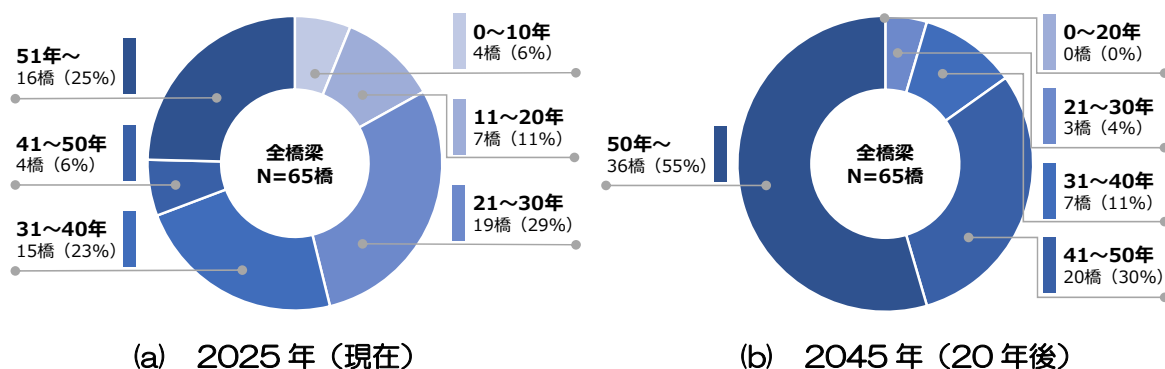 51年～
16橋（25%）
41～50年
4橋（6%）
31～40年
15橋（23%）
全橋梁
N=65橋
0～10年
4橋（6%）
11～20年
7橋（11%）
21～30年
19橋（29%）
(a) 2025年（現在）
50年～
36橋（55%）
全橋梁
N=65橋
0～20年
0橋（0%）
21～30年
3橋（4%）
31～40年
7橋（11%）
41～50年
20橋（30%）
(b) 2045年（20年後）